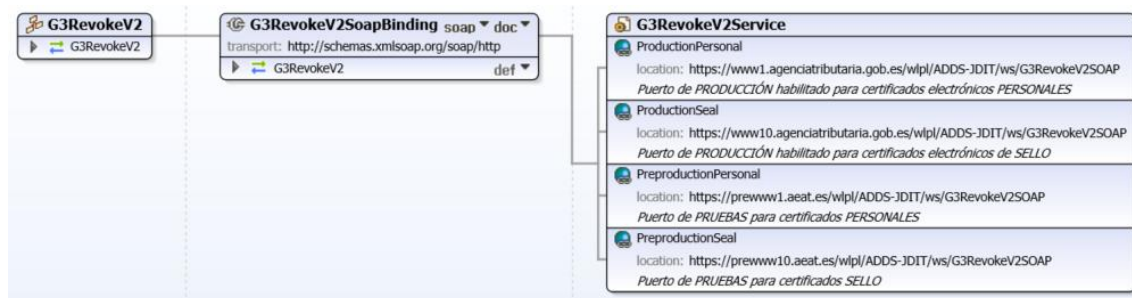 G3RevokeV2
G3RevokeV2
G3RevokeV2SoapBinding soap doc
transport: http://schemas.xmlsoap.org/soap/http
G3RevokeV2 def
G3RevokeV2Service
ProductionPersonal
location: https://www1.agenciatributaria.gob.es/wlpl/ADDS-JDIT/ws/G3RevokeV2SOAP
Puerto de PRODUCCIÓN habilitado para certificados electrónicos PERSONALES
ProductionSeal
location: https://www10.agenciatributaria.gob.es/wlpl/ADDS-JDIT/ws/G3RevokeV2SOAP
Puerto de PRODUCCIÓN habilitado para certificados electrónicos de SELLO
PreproductionPersonal
location: https://prewww1.aeat.es/wlpl/ADDS-JDIT/ws/G3RevokeV2SOAP
Puerto de PRUEBAS para certificados PERSONALES
PreproductionSeal
location: https://prewww10.aeat.es/wlpl/ADDS-JDIT/ws/G3RevokeV2SOAP
Puerto de PRUEBAS para certificados SELLO